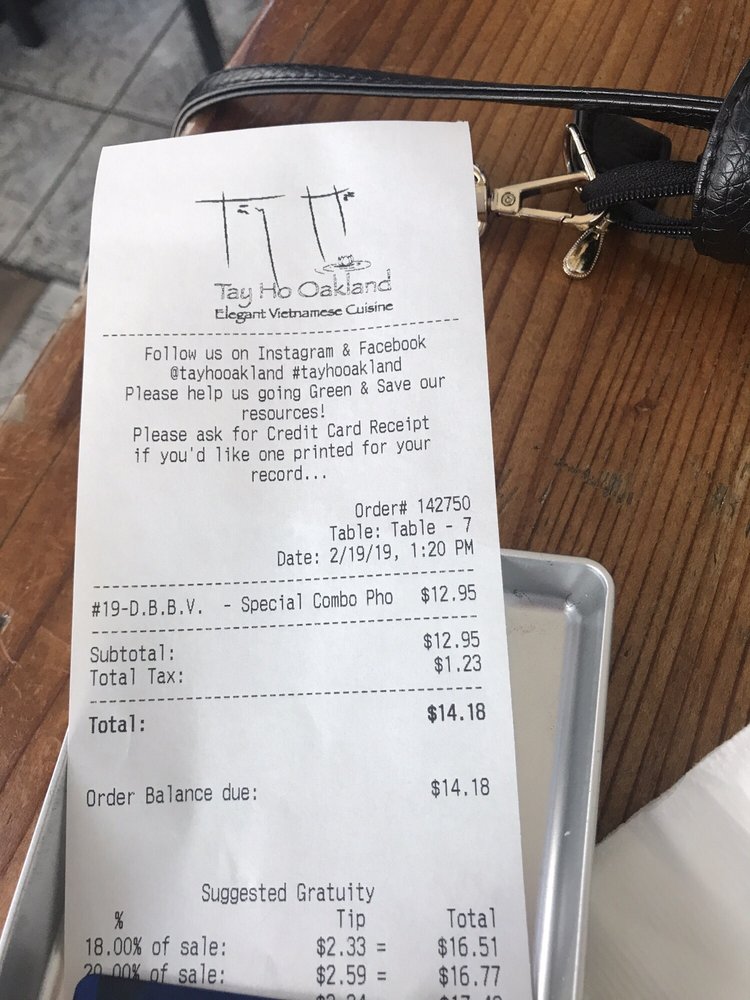 Tay Ho Oakland
Elegant Vietnamese Cuisine
Follow us on Instagram & Facebook
@tayhooakland #tayhooakland
Please help us going Green & Save our
resources!
Please ask for Credit Card Receipt
if you'd like one printed for your
record...
Order# 142750
Table: Table - 7
Date: 2/19/19, 1:20 PM
#19-D.B.B.V. - Special Combo Pho $12.95
Subtotal: $12.95
Total Tax: $1.23
Total: $14.18
Order Balance due: $14.18
Suggested Gratuity
% Tip Total
18.00% of sale: $2.33 = $16.51
20.00% of sale: $2.59 = $16.77